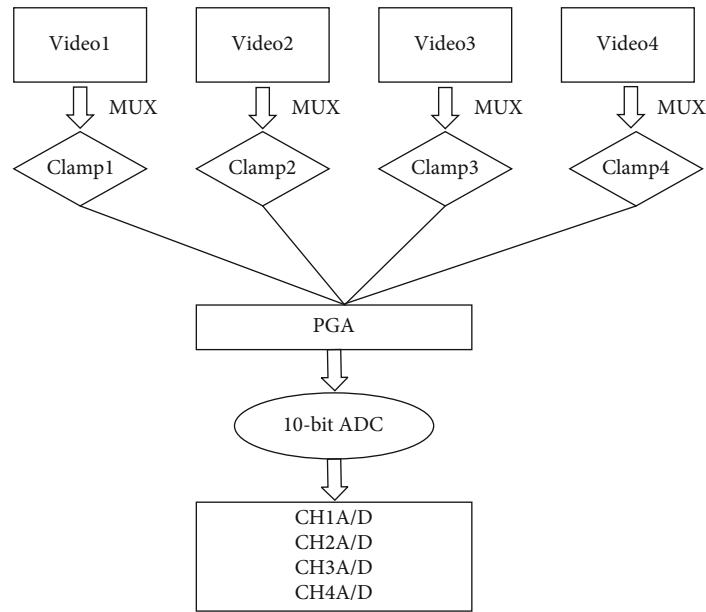 Video1
Video2
Video3
Video4
MUX
MUX
MUX
MUX
Clamp1
Clamp2
Clamp3
Clamp4
PGA
10-bit ADC
CH1A/D
CH2A/D
CH3A/D
CH4A/D